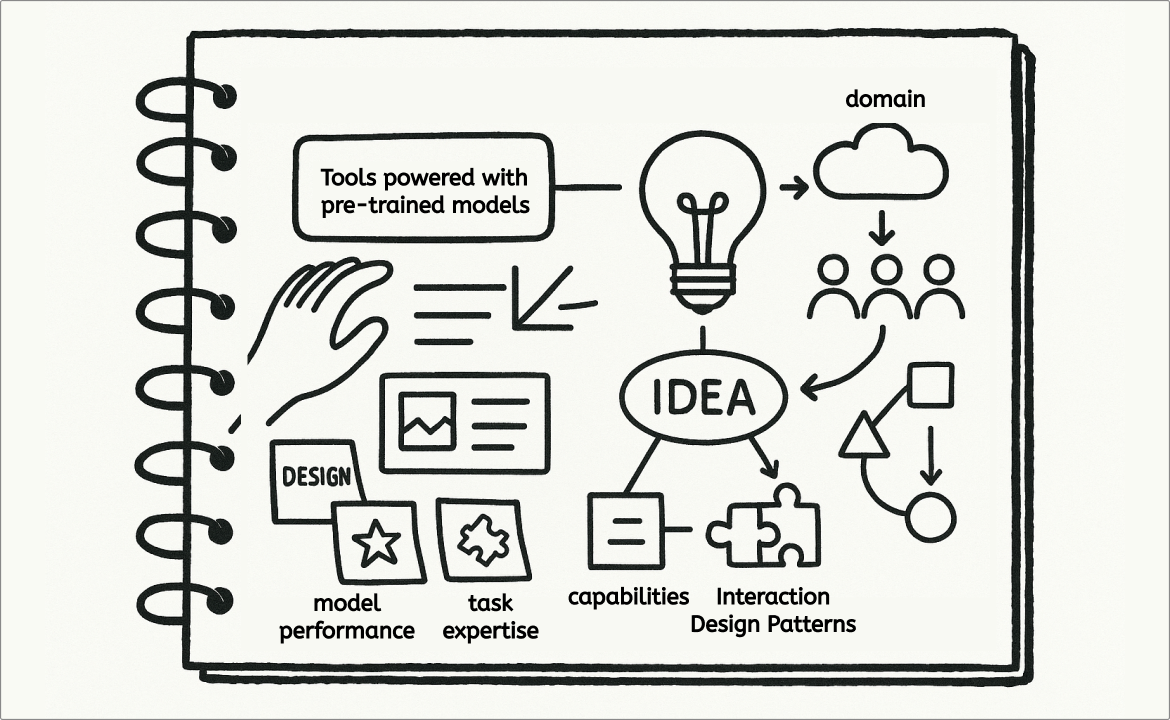 domain
Tools powered with
pre-trained models
IDEA
DESIGN
model
performance
task
expertise
capabilities
Interaction
Design Patterns